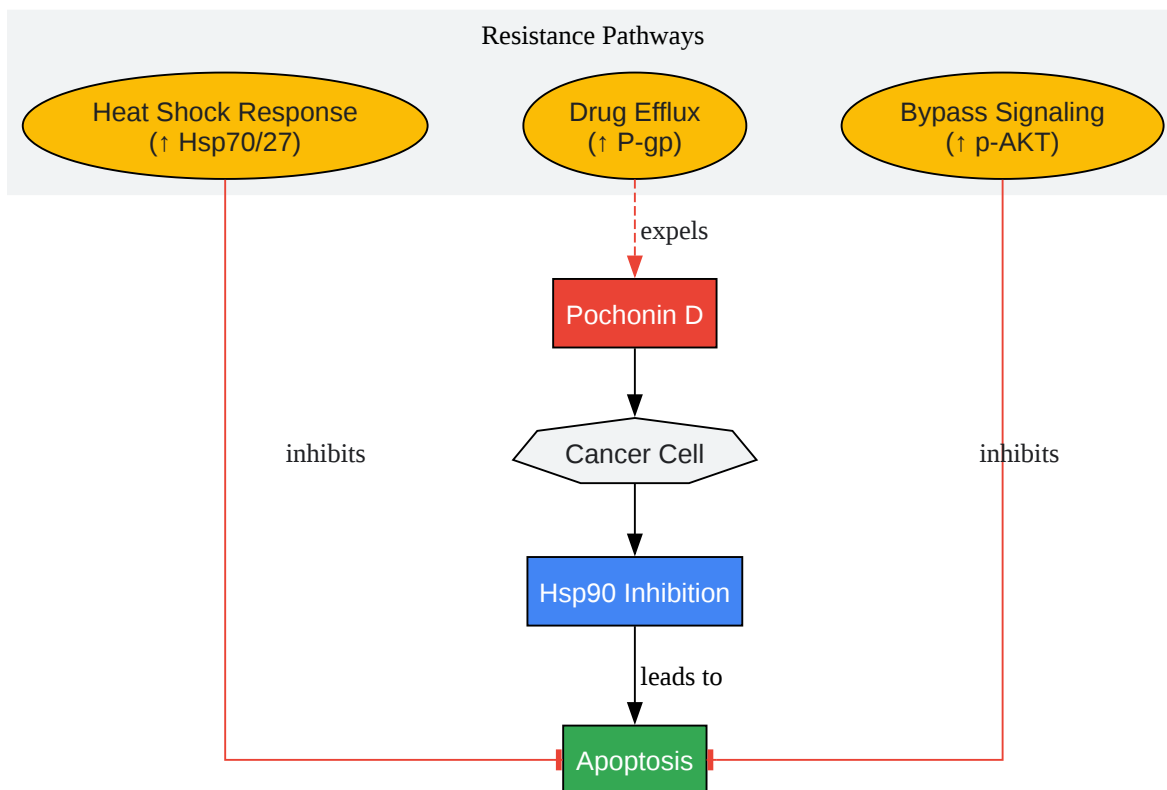 Resistance Pathways
Heat Shock Response
(↑ Hsp70/27)
Drug Efflux
(↑ P-gp)
Bypass Signaling
(↑ p-AKT)
expels
Pochonin D
inhibits
Cancer Cell
inhibits
Hsp90 Inhibition
leads to
Apoptosis